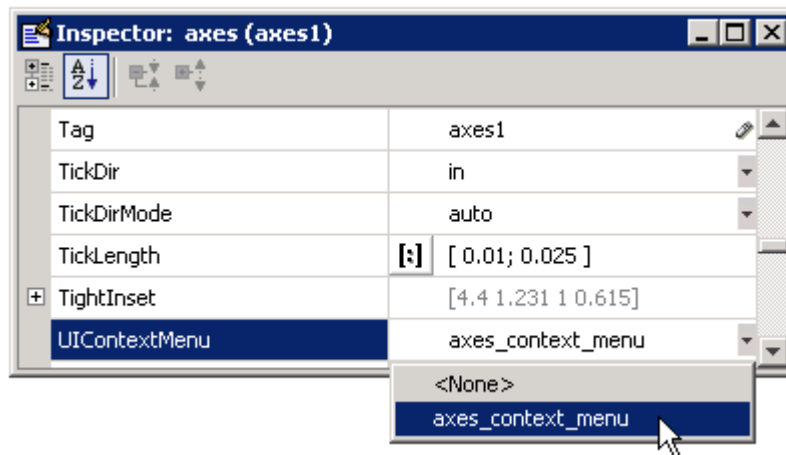 Inspector: axes (axes1)
A
Z
Tag axes1
TickDir in
TickDirMode auto
TickLength [:] [ 0.01; 0.025 ]
TightInset [4.4 1.231 1 0.615]
UIContextMenu axes_context_menu
<None>
axes_context_menu